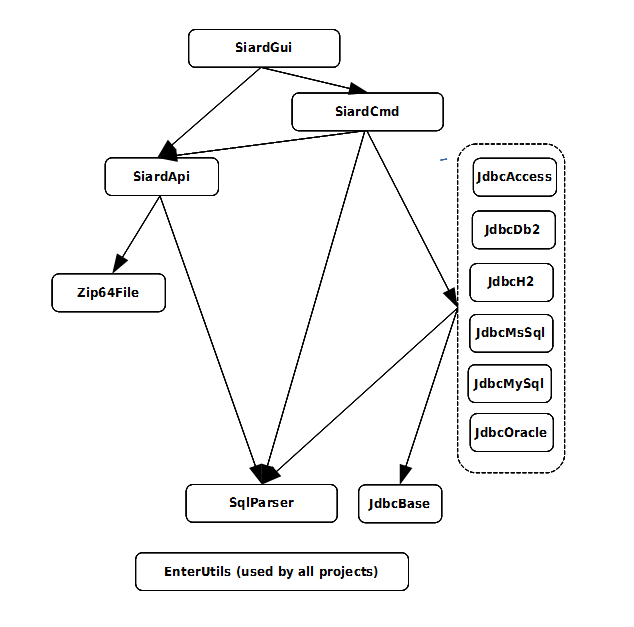 SiardGui
SiardCmd
SiardApi
JdbcAccess
JdbcDb2
JdbcH2
Zip64File
JdbcMsSql
JdbcMySql
JdbcOracle
SqlParser
JdbcBase
EnterUtils (used by all projects)